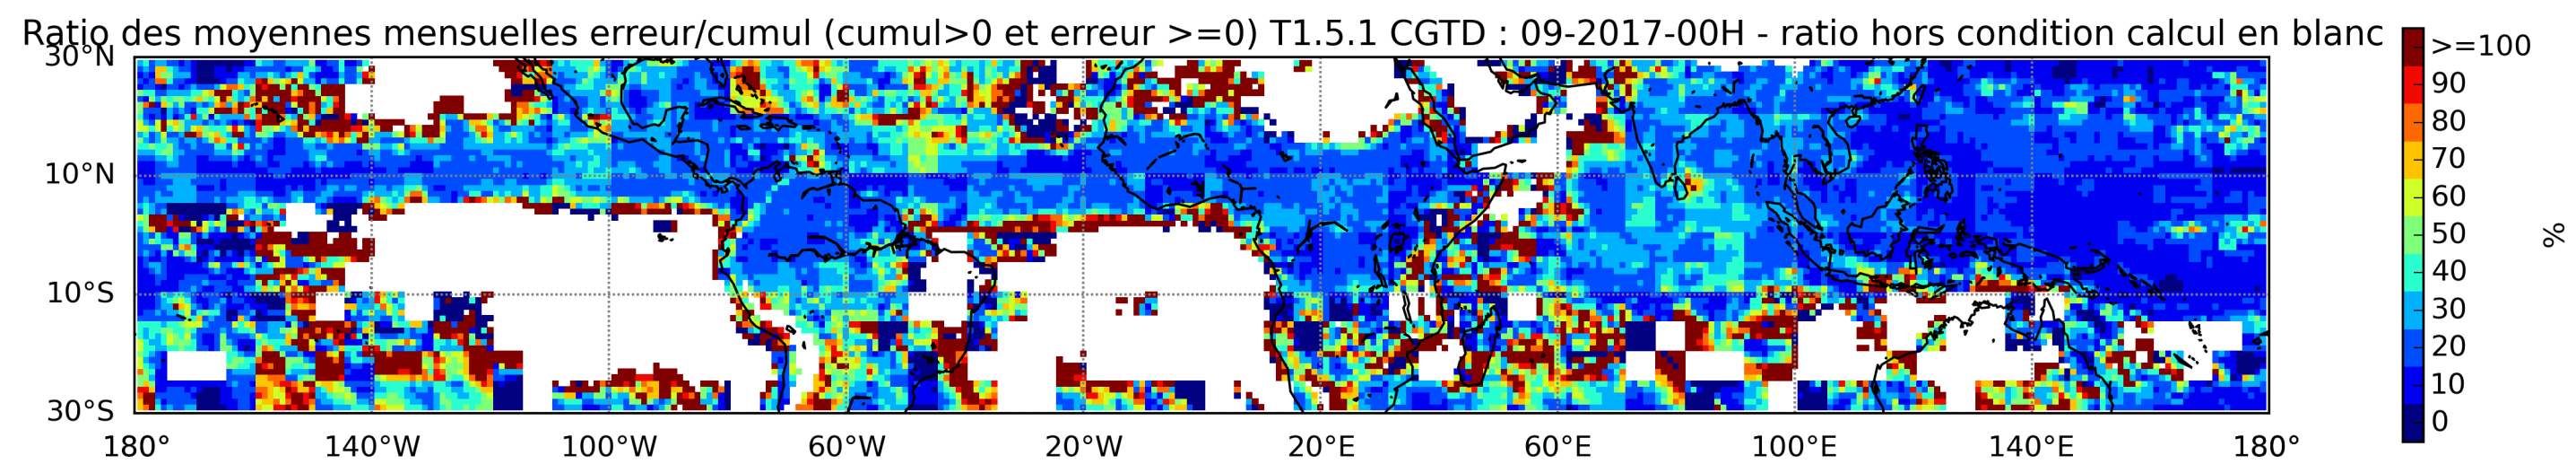 Ratio des moyennes mensuelles erreur/cumul (cumul>0 et erreur >=0) T1.5.1 CGTD : 09-2017-00H - ratio hors condition calcul en blanc
30°N
10°N
10°S
30°S
180° 140°W 100°W 60°W 20°W 20°E 60°E 100°E 140°E 180°
>=100
90
80
70
60
50
40
30
20
10
0
%